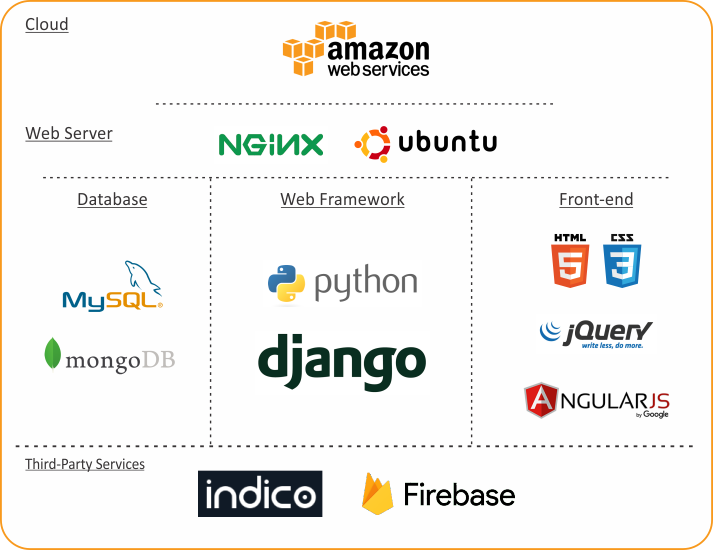 Cloud
amazon
web services
Web Server
NGiNX
ubuntu
Database
Web Framework
Front-end
HTML
5
CSS
3
MySQL®
python
jQuery
write less, do more.
mongoDB
django
ANGULARJS
by Google
Third-Party Services
indico
Firebase